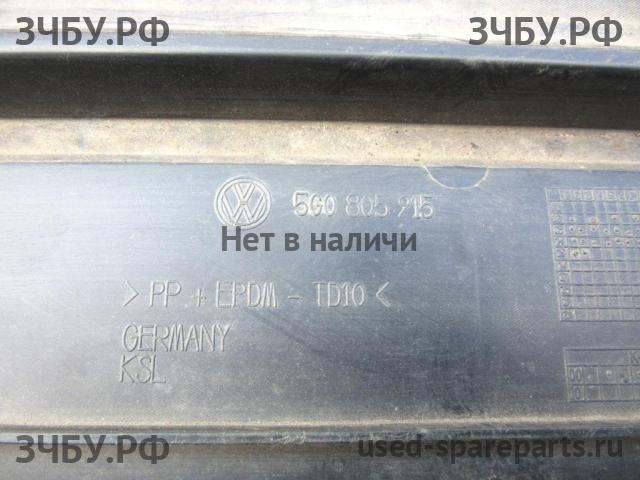 ЗЧБУ.РФ ЗЧБУ.РФ
5G0 805 915
Нет в наличи
>PP + EPDM - TD10<
GERMANY
KSL
ЗЧБУ.РФ used-spareparts.ru